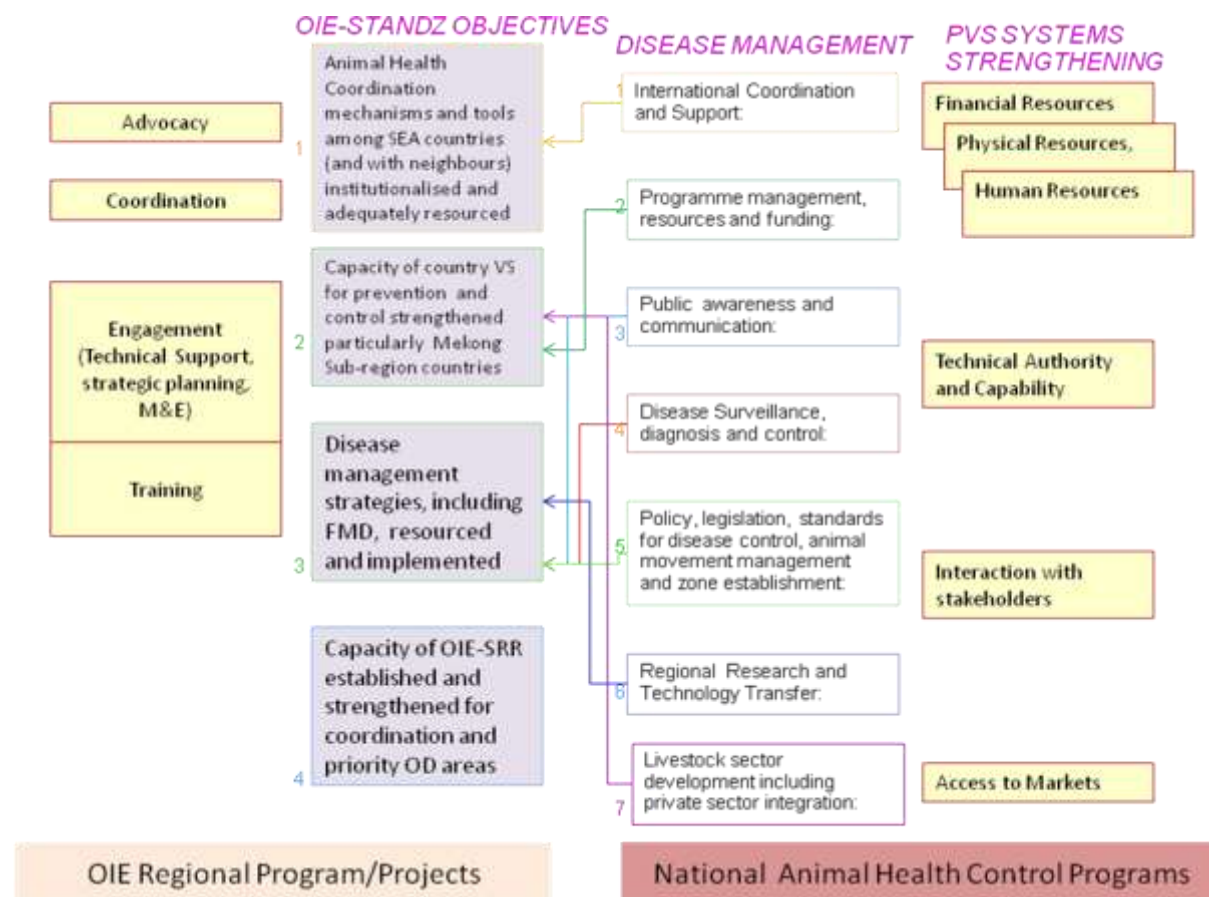 OIE-STANDZ OBJECTIVES
DISEASE MANAGEMENT
PVS SYSTEMS
STRENGTHENING
Advocacy
Coordination
Engagement
(Technical Support,
strategic planning,
M&E)
Training
1
Animal Health
Coordination
mechanisms and tools
among SEA countries
(and with neighbours)
institutionalised and
adequately resourced
2
Capacity of country VS
for prevention and
control strengthened
particularly Mekong
Sub-region countries
3
Disease
management
strategies, including
FMD, resourced
and implemented
4
Capacity of OIE-SRR
established and
strengthened for
coordination and
priority OD areas
1
International Coordination
and Support:
2
Programme management,
resources and funding:
3
Public awareness and
communication:
4
Disease Surveillance,
diagnosis and control:
5
Policy, legislation, standards
for disease control, animal
movement management
and zone establishment:
6
Regional Research and
Technology Transfer:
7
Livestock sector
development including
private sector integration:
Financial Resources
Physical Resources,
Human Resources
Technical Authority
and Capability
Interaction with
stakeholders
Access to Markets
OIE Regional Program/Projects
National Animal Health Control Programs